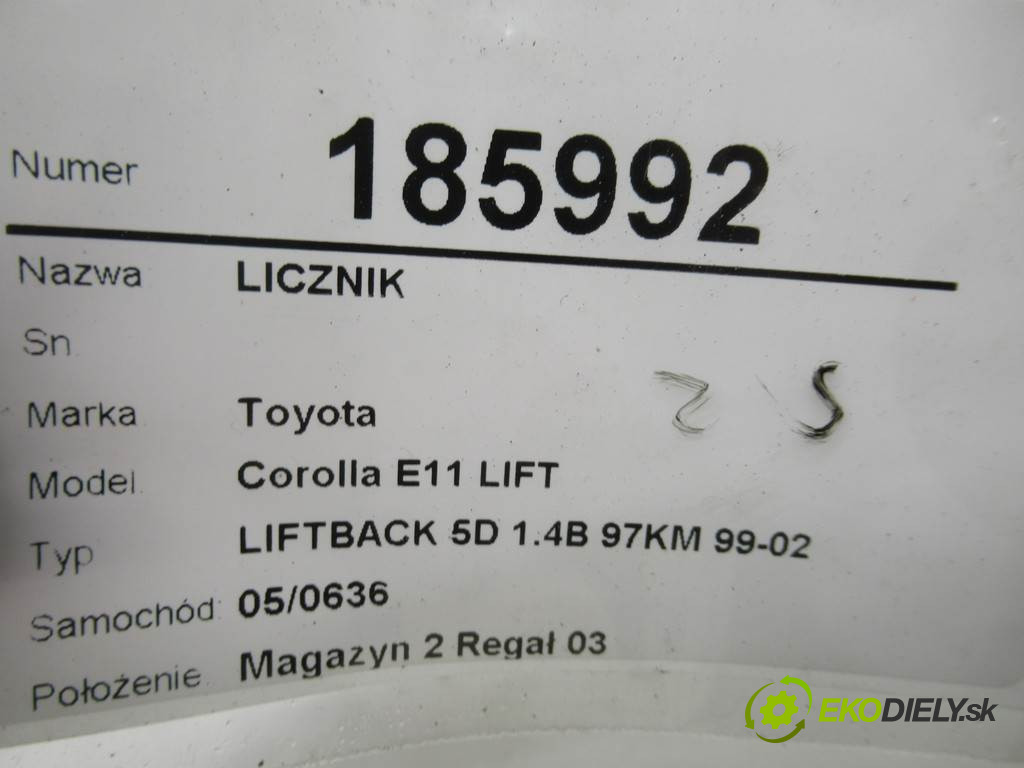 Numer 185992
Nazwa LICZNIK
Sn
Marka Toyota
Model Corolla E11 LIFT
Typ LIFTBACK 5D 1.4B 97KM 99-02
Samochód: 05/0636
Położenie Magazyn 2 Regał 03
EKODIELY.sk